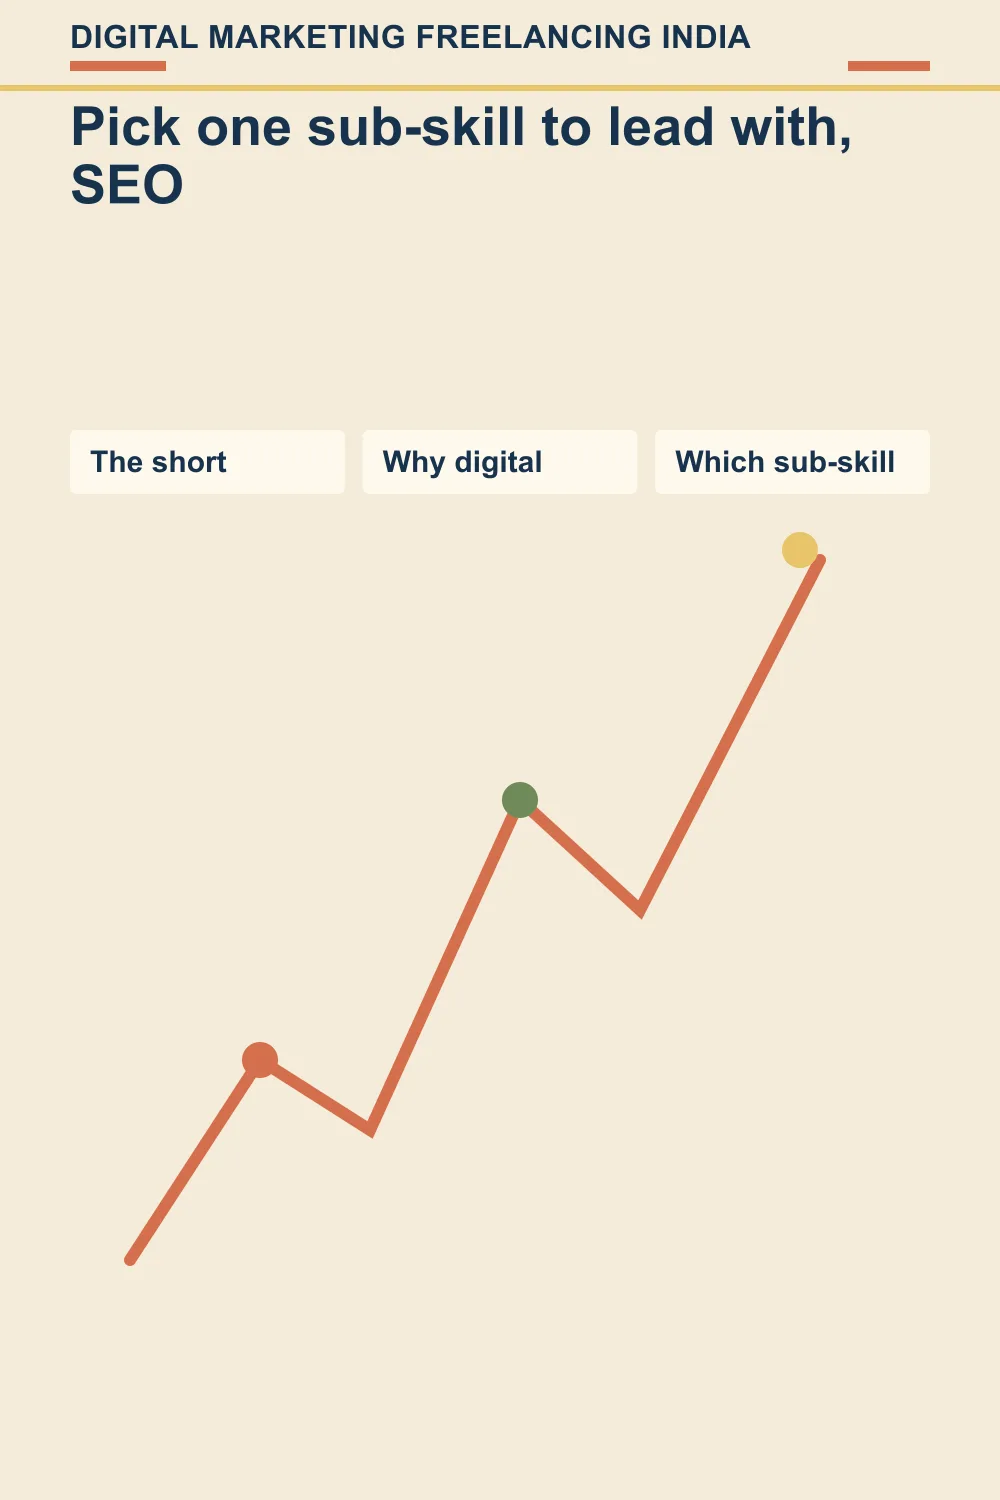 DIGITAL MARKETING FREELANCING INDIA
Pick one sub-skill to lead with,
SEO
The short
Why digital
Which sub-skill